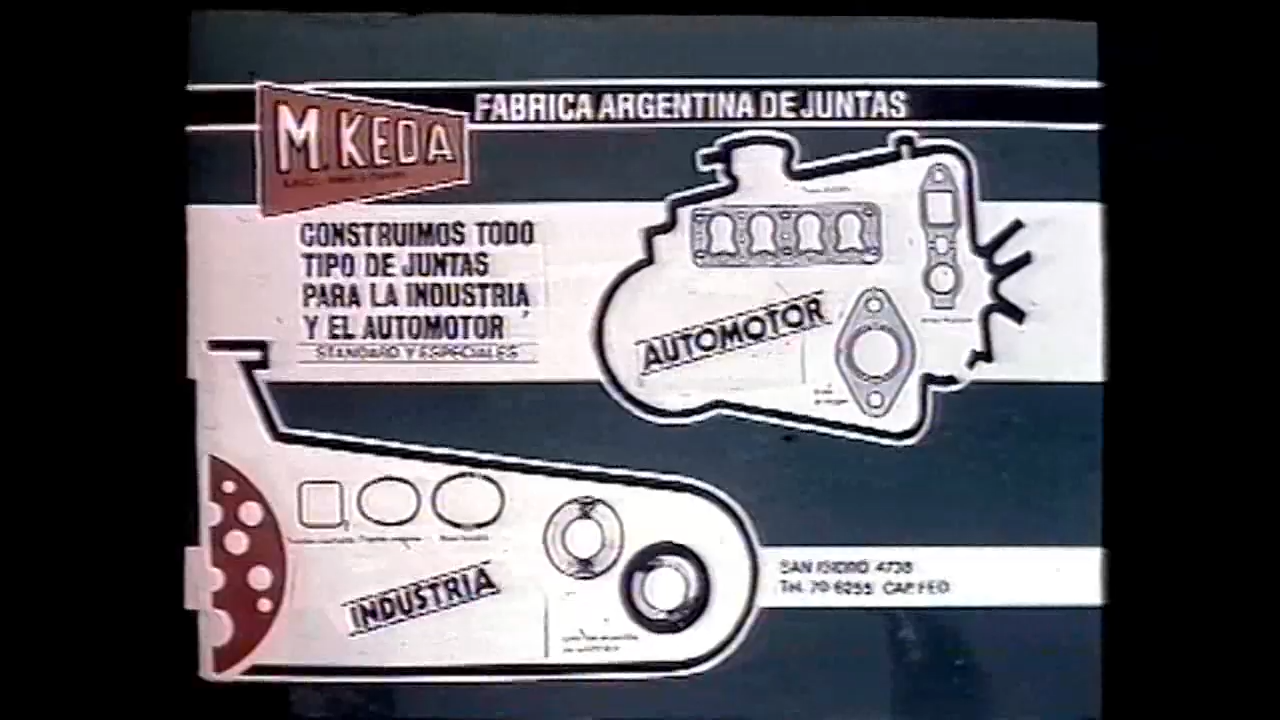 M. KEDA
FABRICA ARGENTINA DE JUNTAS
CONSTRUIMOS TODO
TIPO DE JUNTAS
PARA LA INDUSTRIA
Y EL AUTOMOTOR
STANDARD Y ESPECIALES
AUTOMOTOR
INDUSTRIA
SAN ISIDRO 4738
Tel. 70-6255 CAP. FED